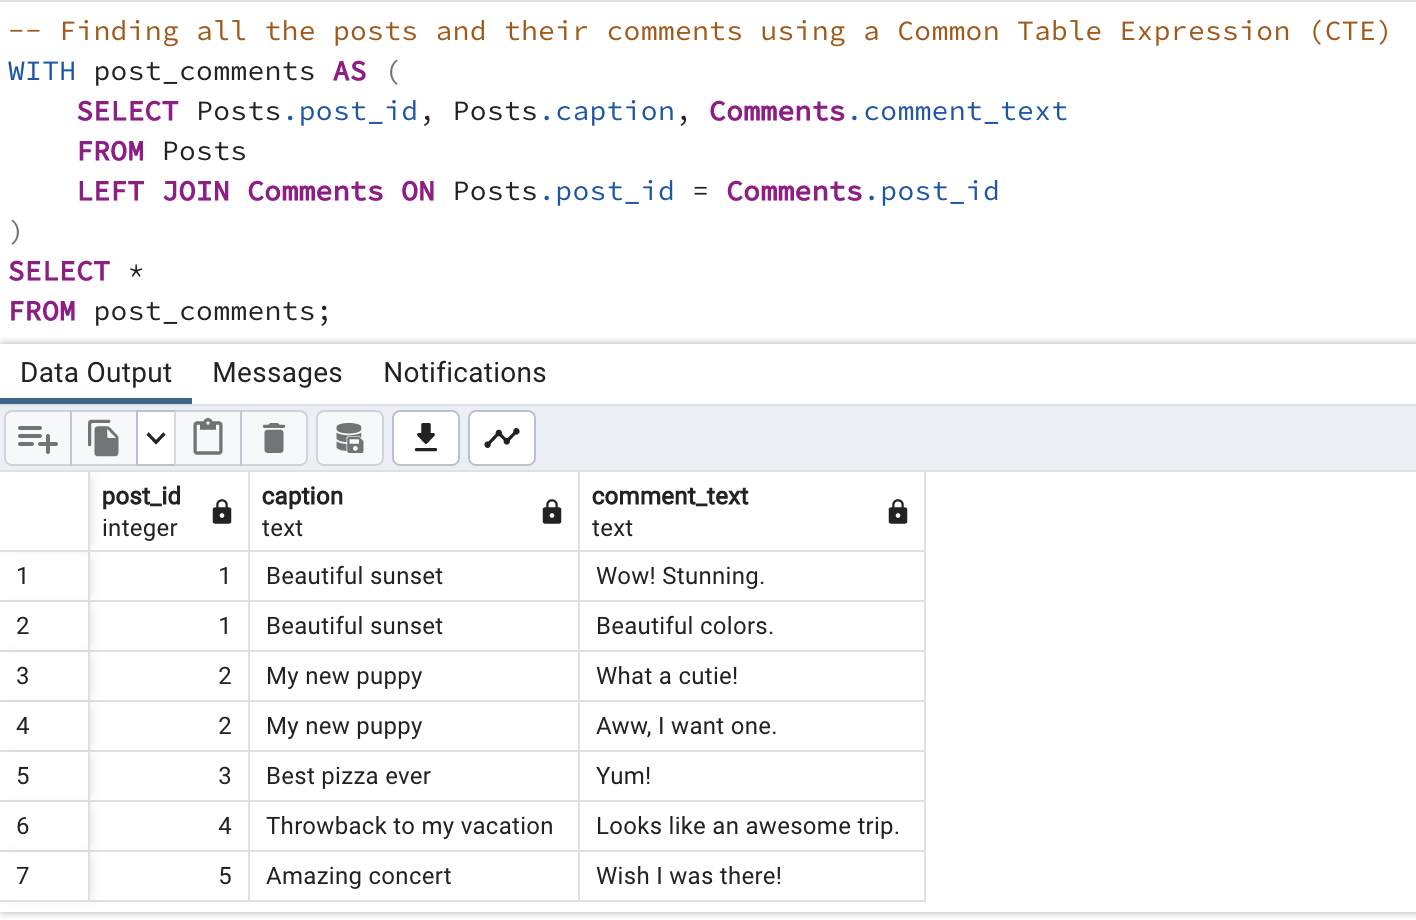 -- Finding all the posts and their comments using a Common Table Expression (CTE)
WITH post_comments AS (
    SELECT Posts.post_id, Posts.caption, Comments.comment_text
    FROM Posts
    LEFT JOIN Comments ON Posts.post_id = Comments.post_id
)
SELECT *
FROM post_comments;
Data Output Messages Notifications
post_id caption comment_text
integer text text
1 1 Beautiful sunset Wow! Stunning.
2 1 Beautiful sunset Beautiful colors.
3 2 My new puppy What a cutie!
4 2 My new puppy Aww, I want one.
5 3 Best pizza ever Yum!
6 4 Throwback to my vacation Looks like an awesome trip.
7 5 Amazing concert Wish I was there!